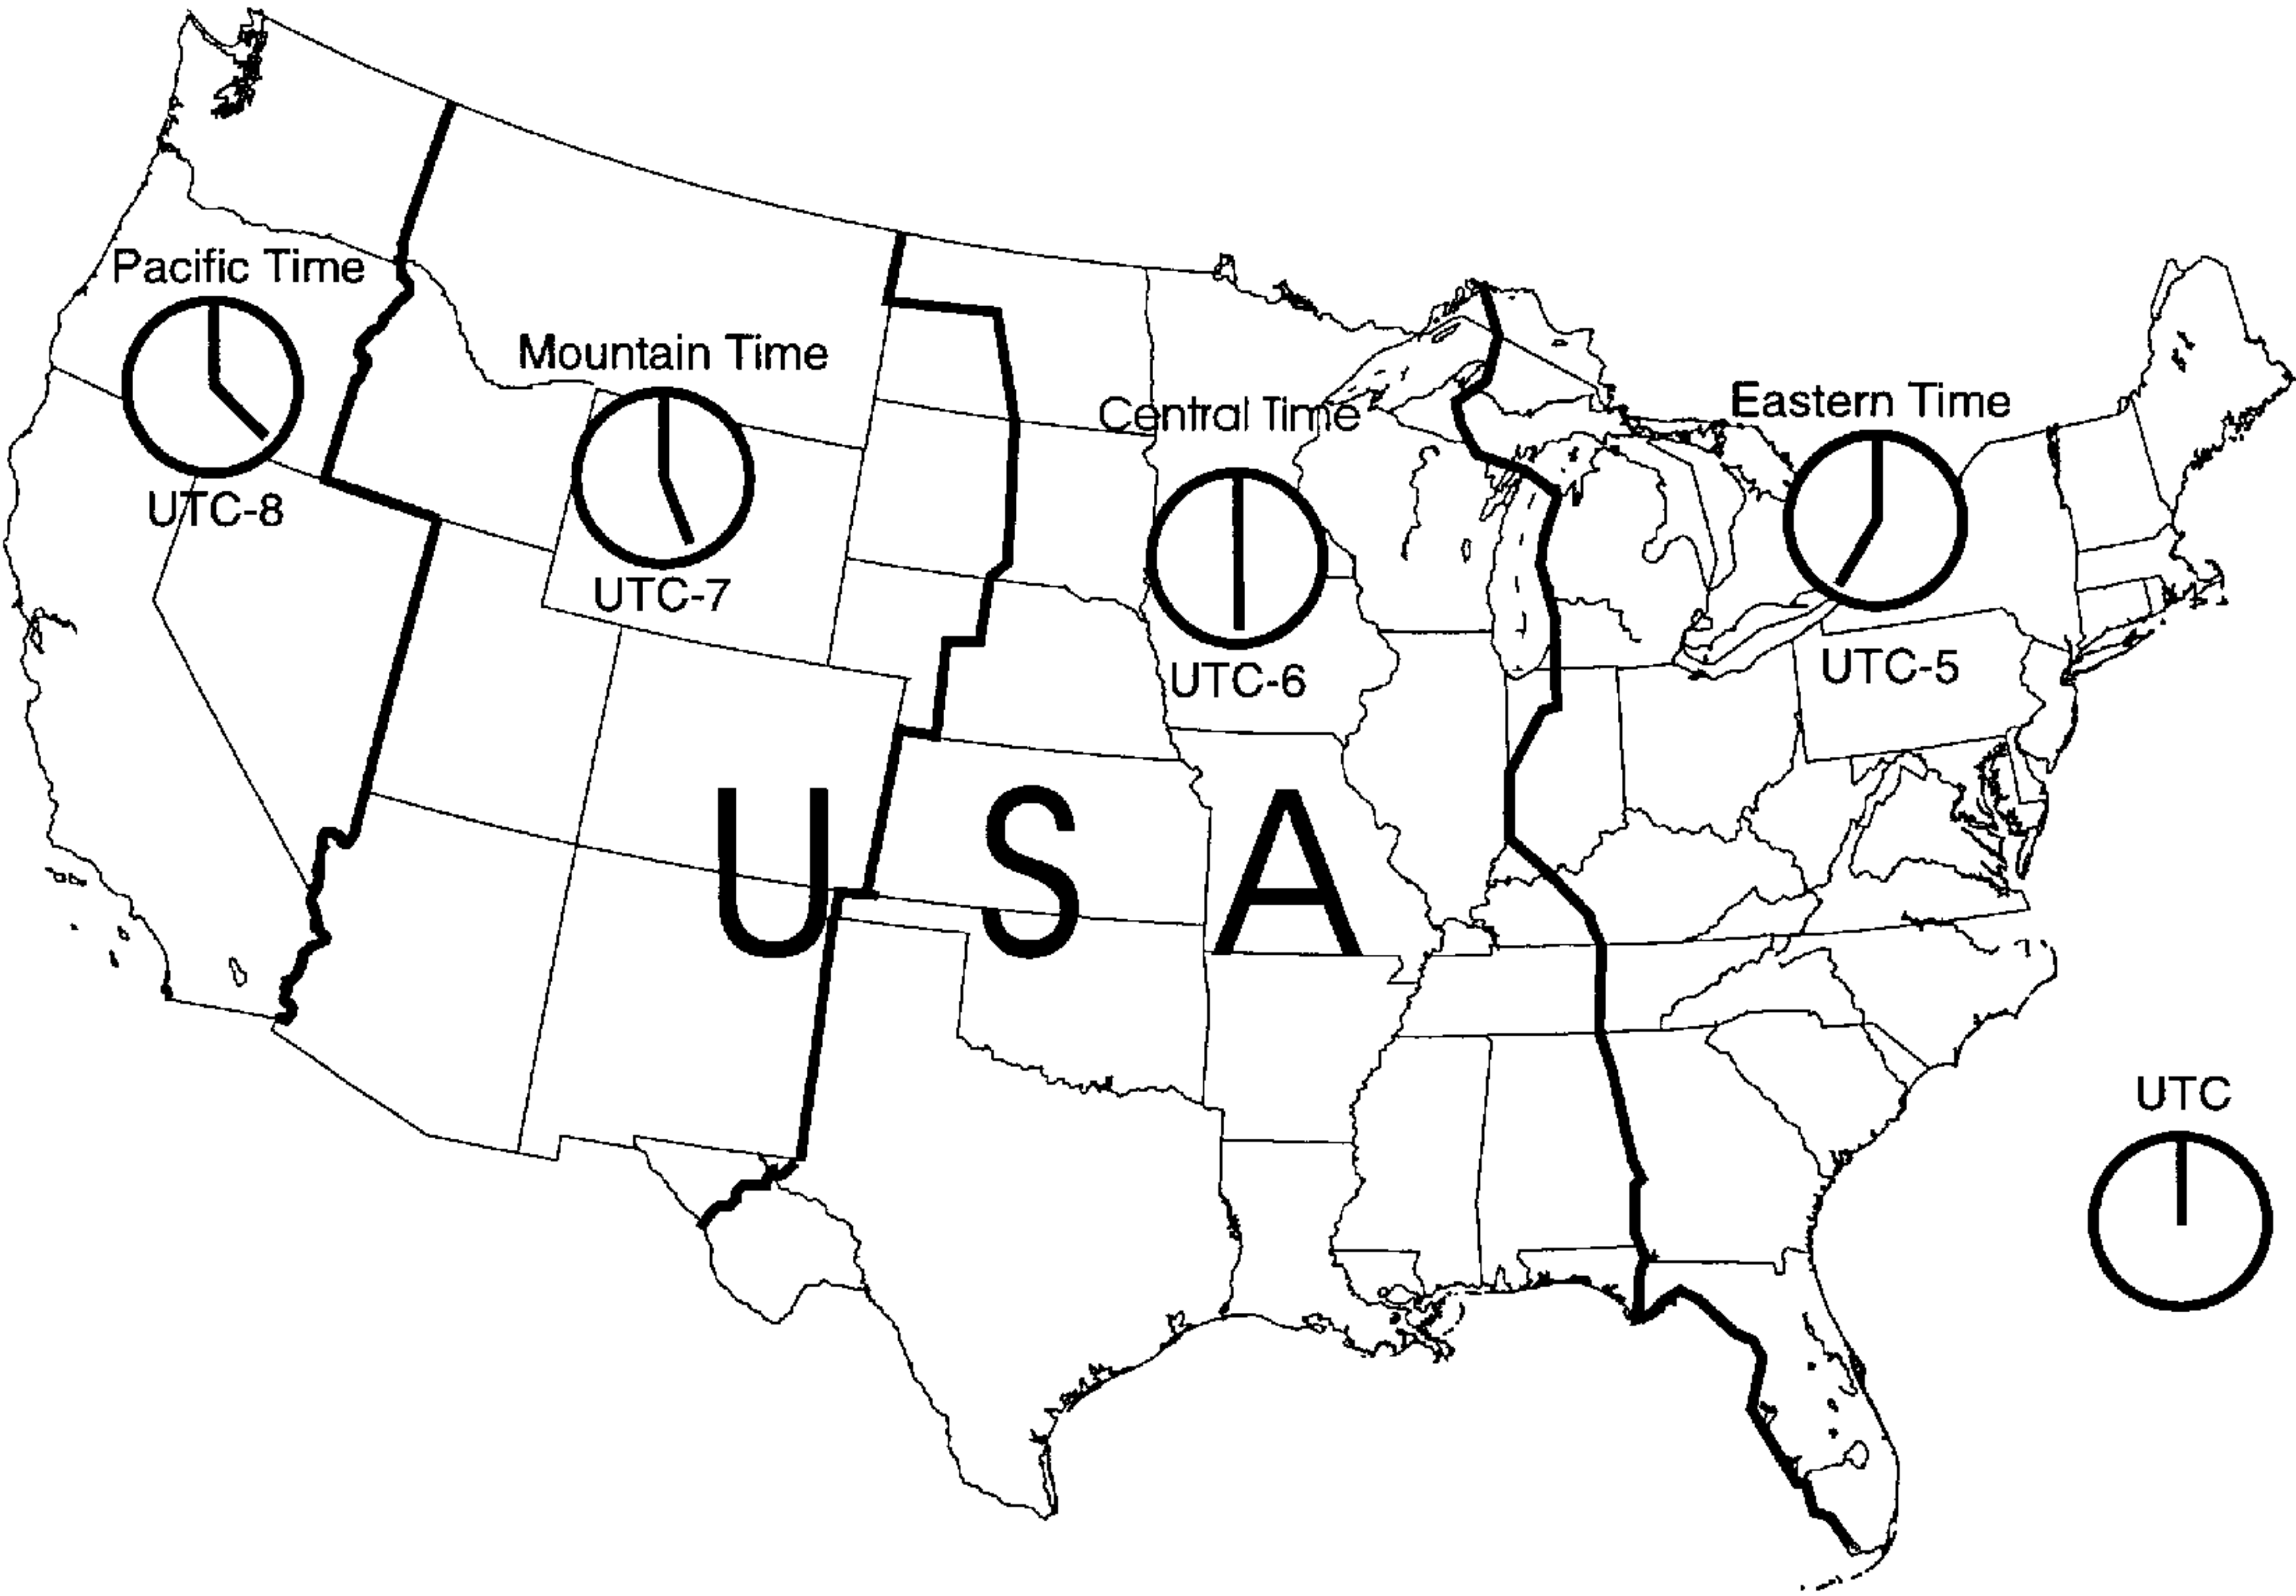 Pacific Time
UTC-8
Mountain Time
UTC-7
Central Time
UTC-6
Eastern Time
UTC-5
U S A
UTC